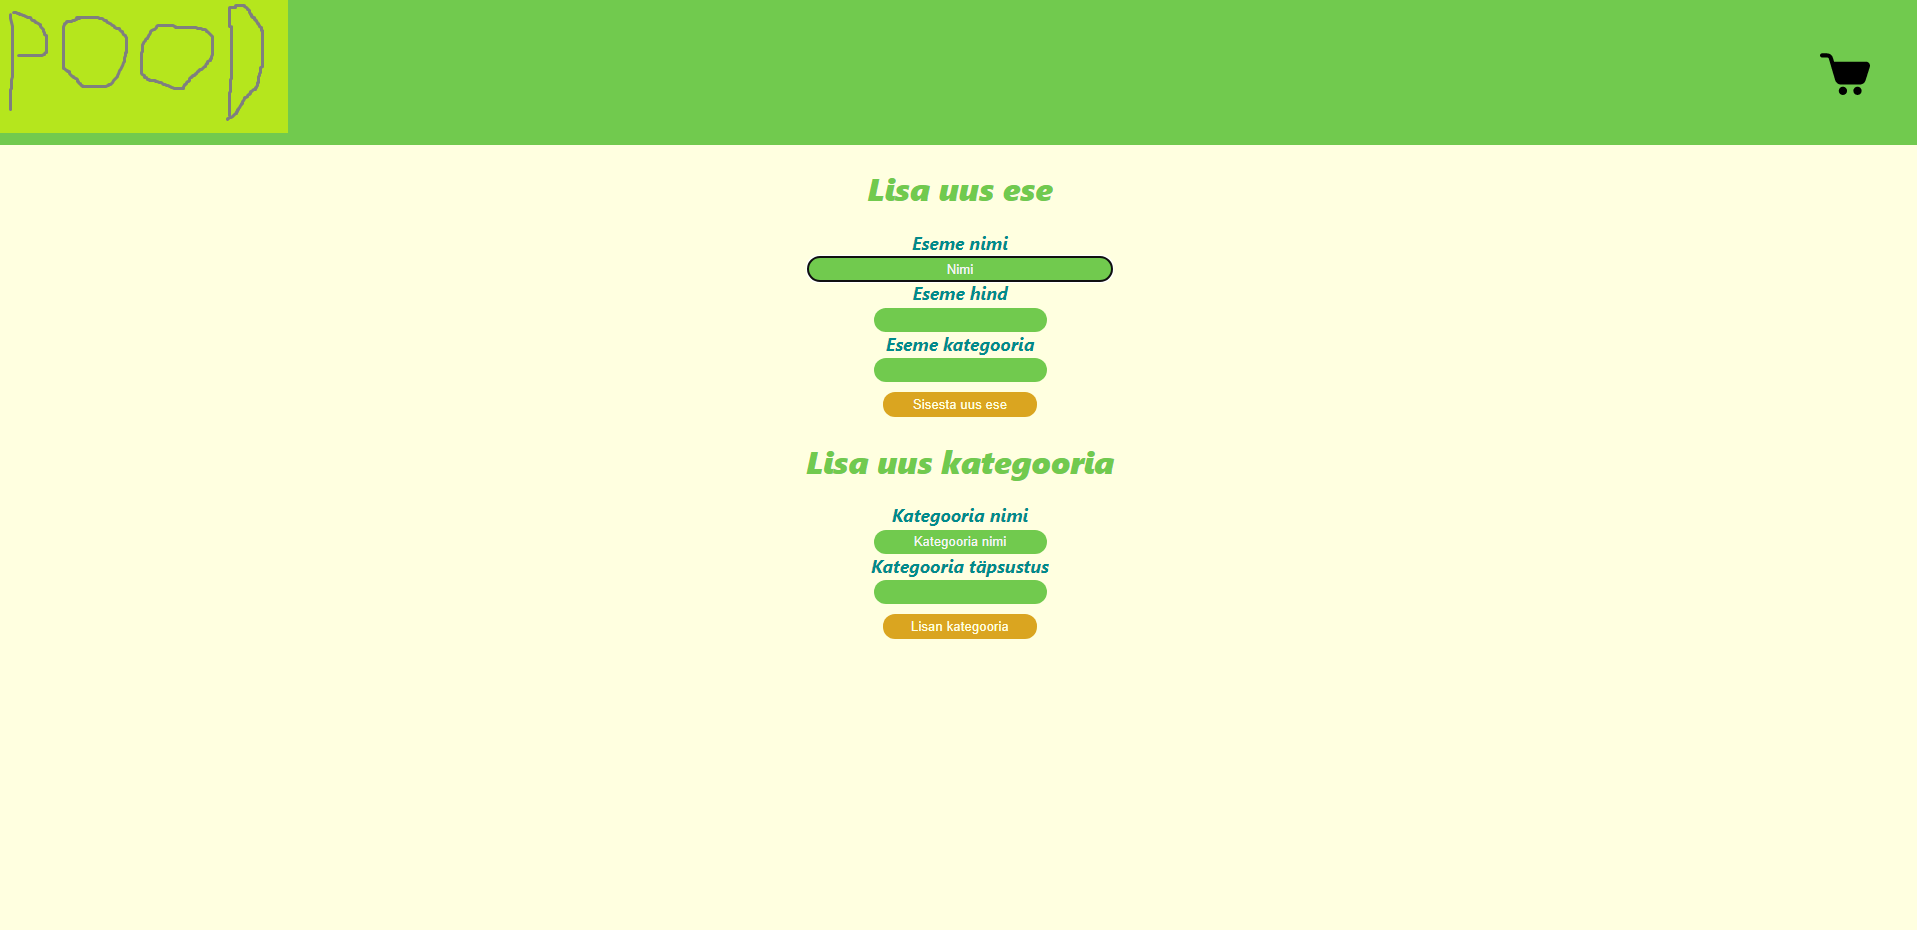 POOD
Lisa uus ese
Eseme nimi
Nimi
Eseme hind
Eseme kategooria
Sisesta uus ese
Lisa uus kategooria
Kategooria nimi
Kategooria nimi
Kategooria täpsustus
Lisan kategooria